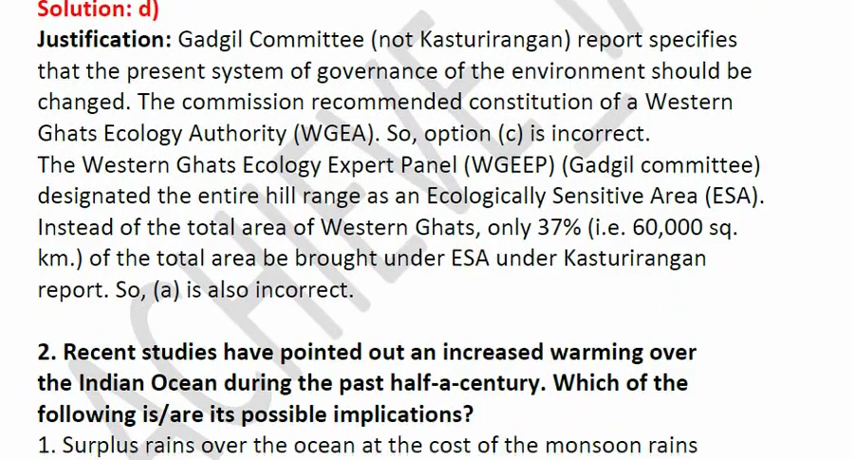 Solution: d)
Justification: Gadgil Committee (not Kasturirangan) report specifies
that the present system of governance of the environment should be
changed. The commission recommended constitution of a Western
Ghats Ecology Authority (WGEA). So, option (c) is incorrect.
The Western Ghats Ecology Expert Panel (WGEEP) (Gadgil committee)
designated the entire hill range as an Ecologically Sensitive Area (ESA).
Instead of the total area of Western Ghats, only 37% (i.e. 60,000 sq.
km.) of the total area be brought under ESA under Kasturirangan
report. So, (a) is also incorrect.
2. Recent studies have pointed out an increased warming over
the Indian Ocean during the past half-a-century. Which of the
following is/are its possible implications?
1. Surplus rains over the ocean at the cost of the monsoon rains